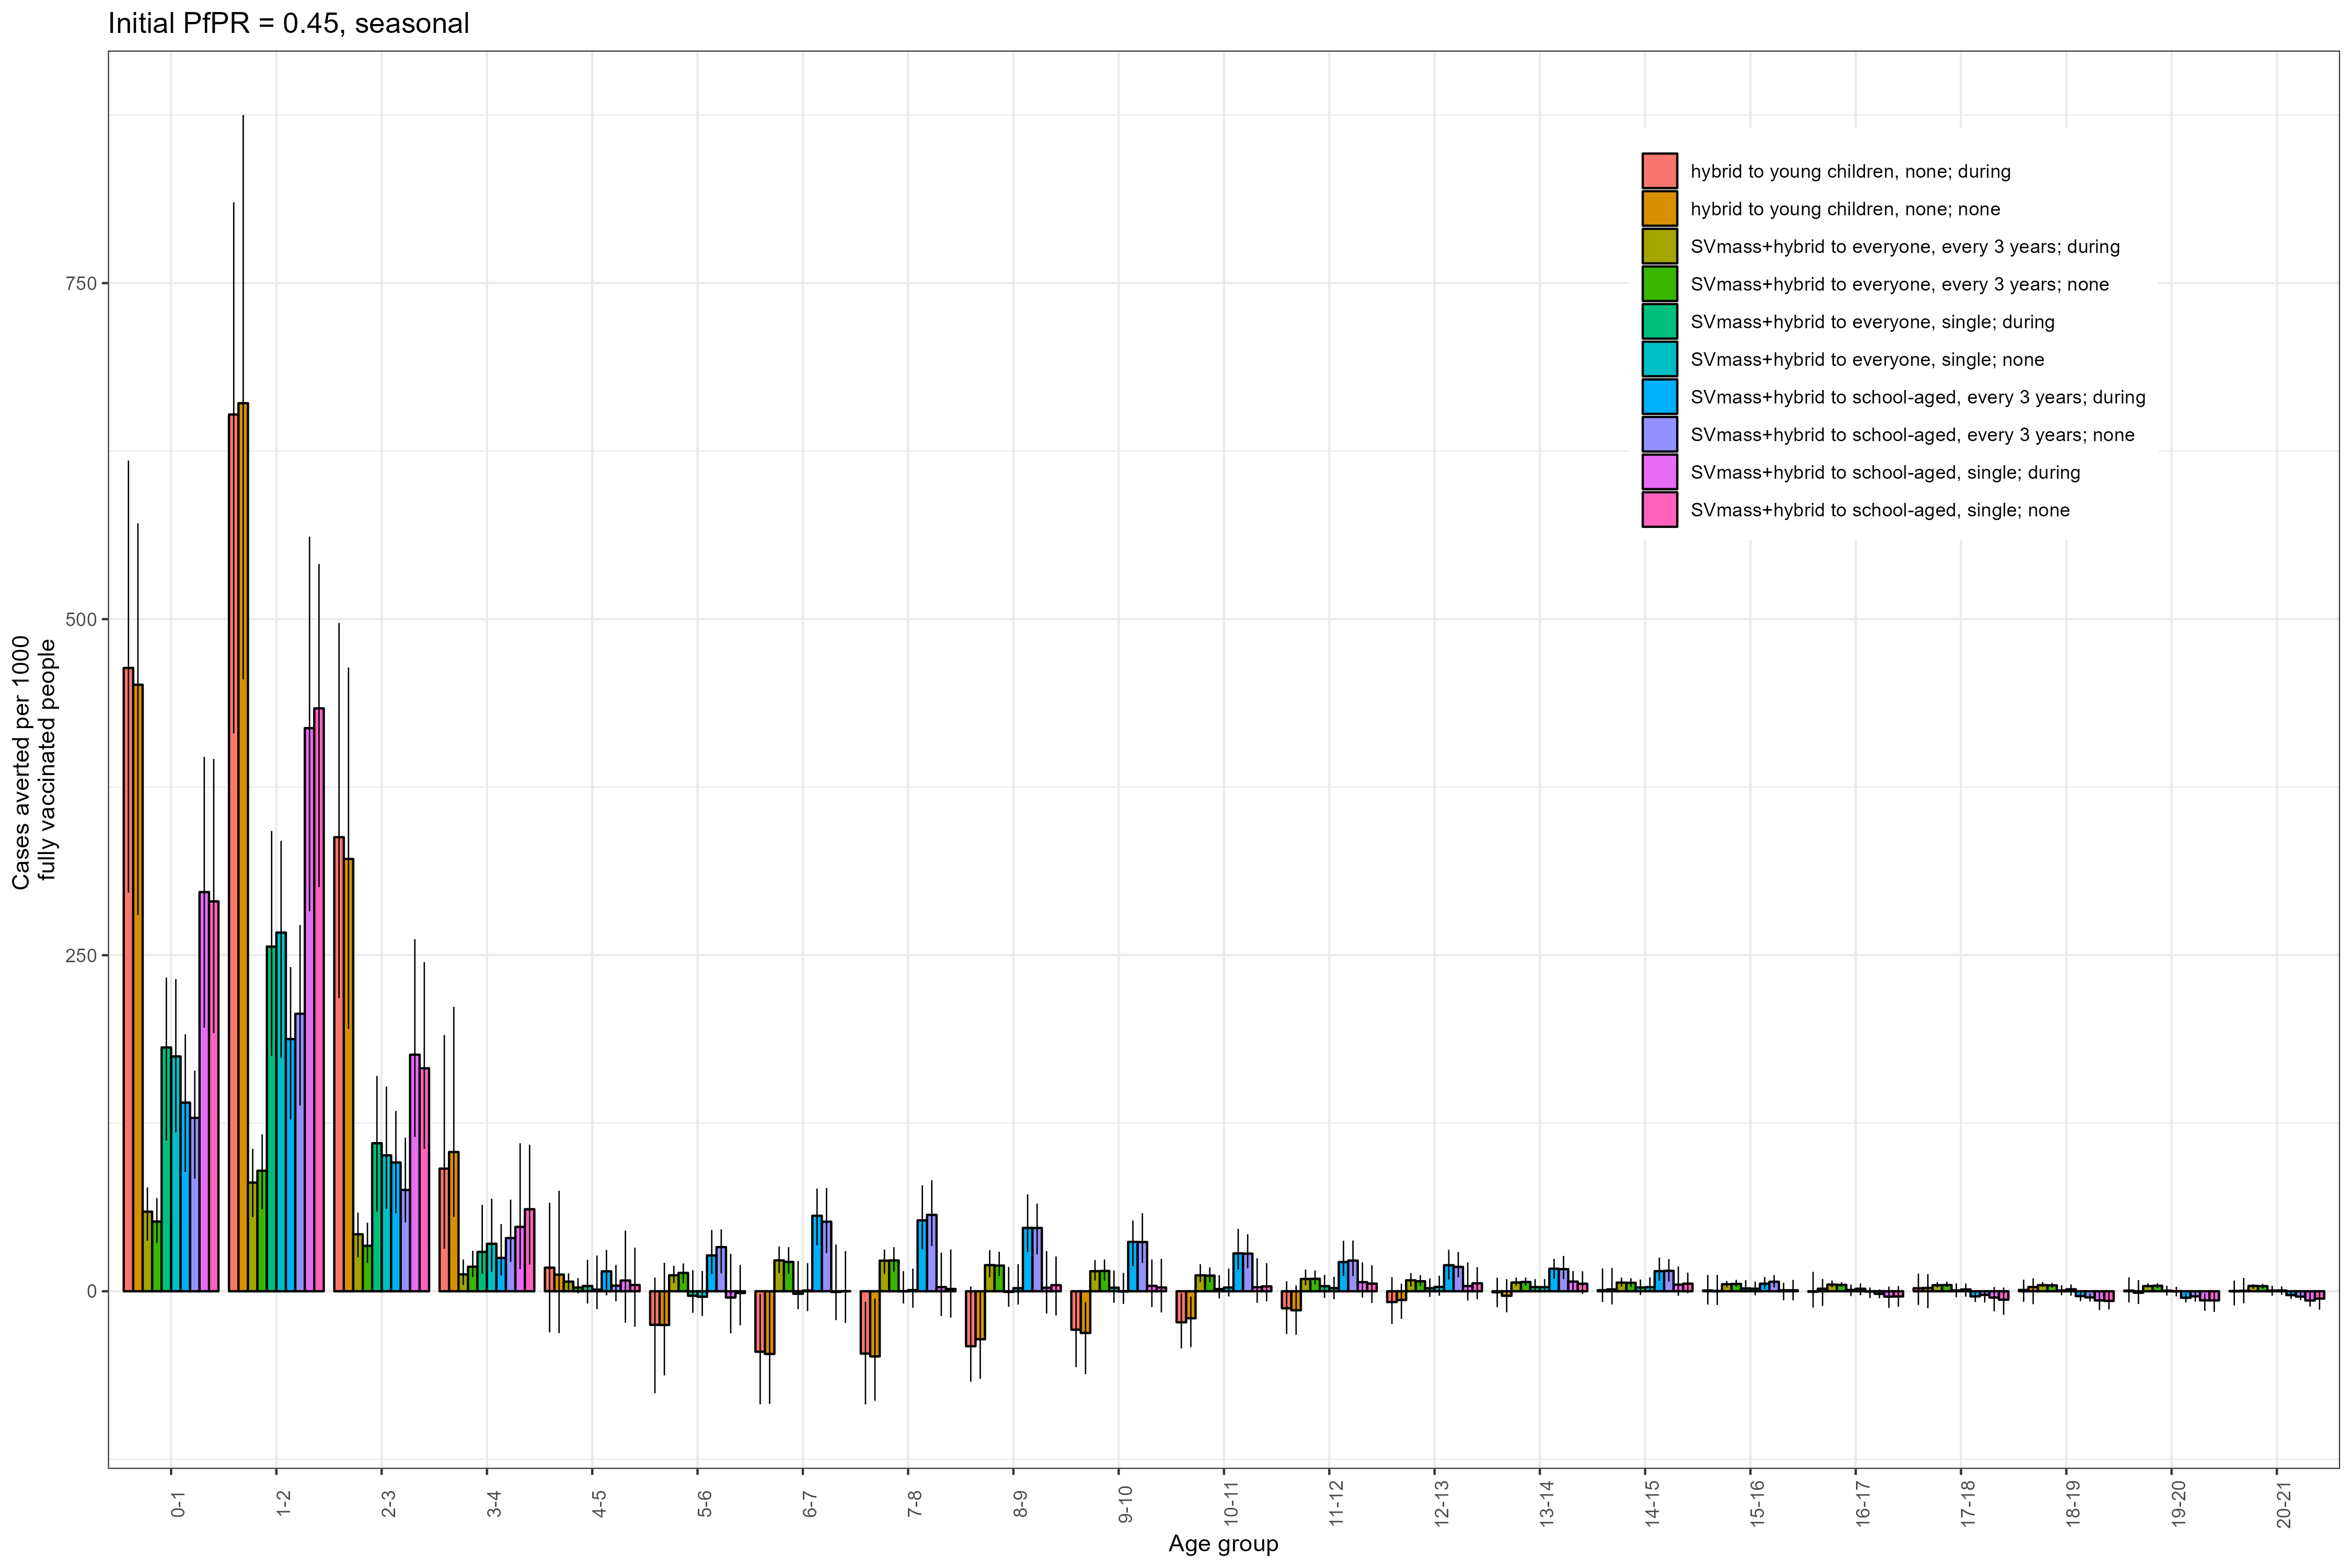 Initial PfPR = 0.45, seasonal
Cases averted per 1000
fully vaccinated people
750
500
250
0
hybrid to young children, none; during
hybrid to young children, none; none
SVmass+hybrid to everyone, every 3 years; during
SVmass+hybrid to everyone, every 3 years; none
SVmass+hybrid to everyone, single; during
SVmass+hybrid to everyone, single; none
SVmass+hybrid to school-aged, every 3 years; during
SVmass+hybrid to school-aged, every 3 years; none
SVmass+hybrid to school-aged, single; during
SVmass+hybrid to school-aged, single; none
0-1
1-2
2-3
3-4
4-5
5-6
6-7
7-8
8-9
9-10
10-11
11-12
12-13
13-14
14-15
15-16
16-17
17-18
18-19
19-20
20-21
Age group